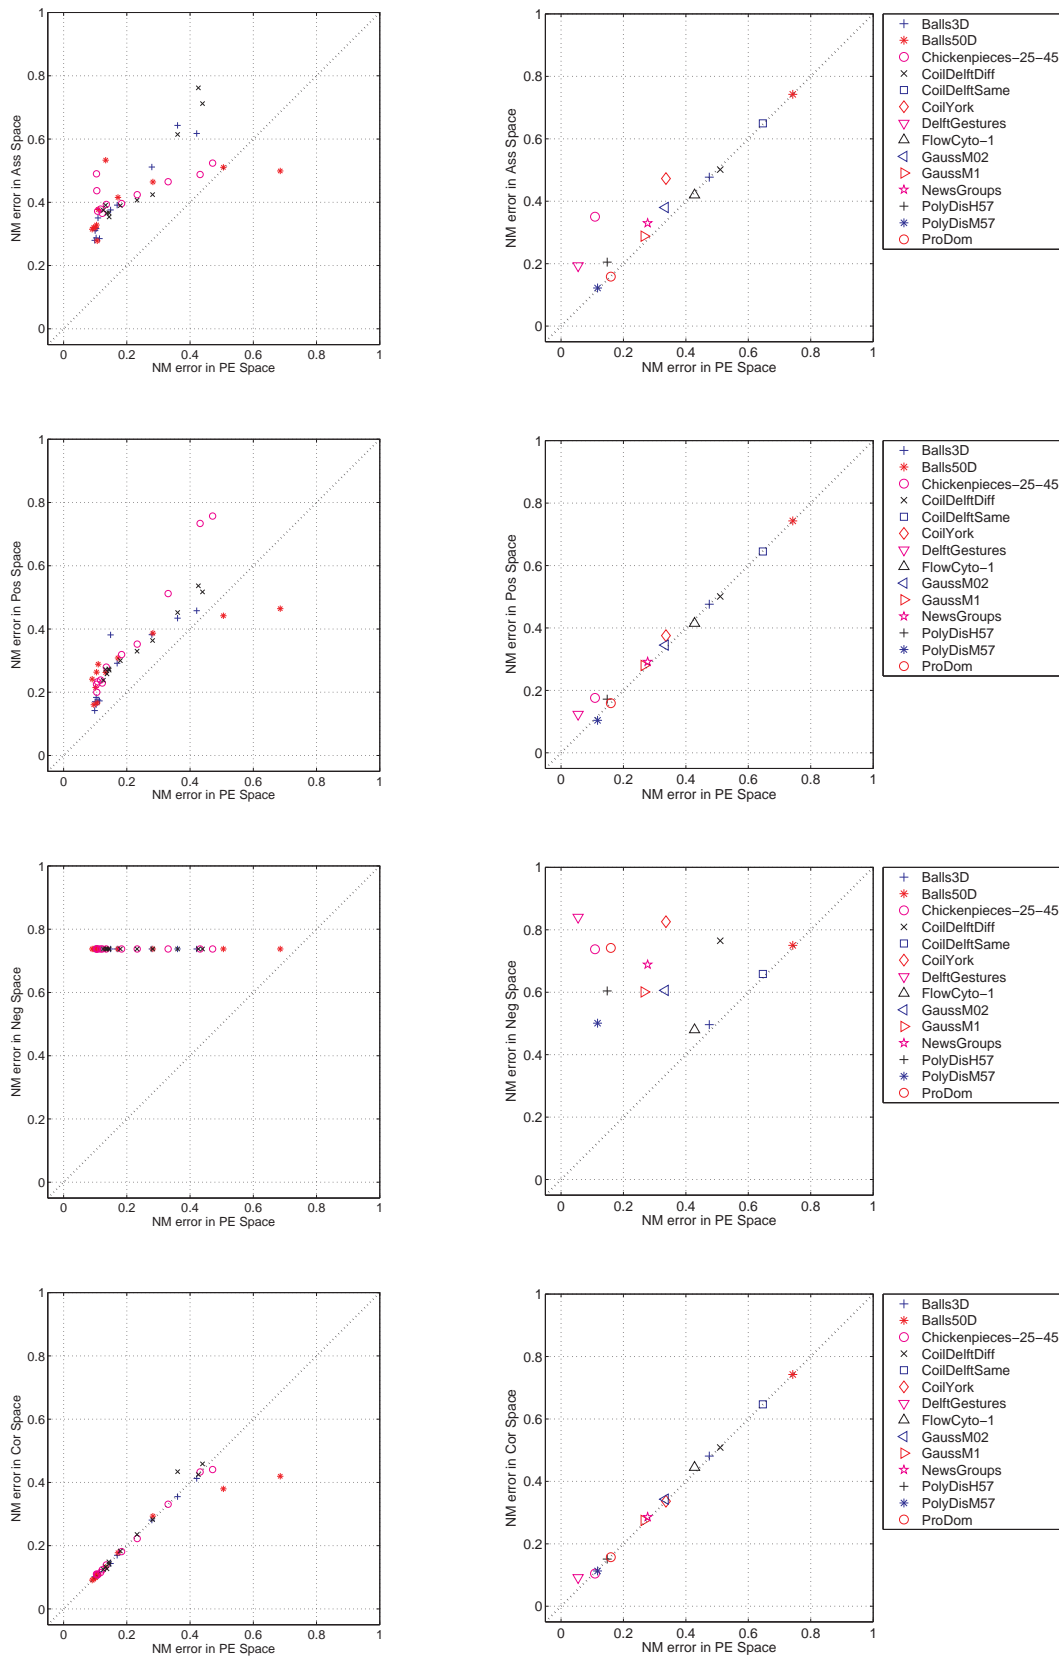 1
0.8
0.6
0.4
0.2
0
0
0.2
0.4
0.6
0.8
1
NM error in PE Space
NM error in Ass Space
1
0.8
0.6
0.4
0.2
0
0
0.2
0.4
0.6
0.8
1
NM error in PE Space
NM error in Ass Space
Balls3D
Balls50D
Chickenpieces−25−45
CoilDelftDiff
CoilDelftSame
CoilYork
DelftGestures
FlowCyto−1
GaussM02
GaussM1
NewsGroups
PolyDisH57
PolyDisM57
ProDom
1
0.8
0.6
0.4
0.2
0
0
0.2
0.4
0.6
0.8
1
NM error in PE Space
NM error in Pos Space
1
0.8
0.6
0.4
0.2
0
0
0.2
0.4
0.6
0.8
1
NM error in PE Space
NM error in Pos Space
Balls3D
Balls50D
Chickenpieces−25−45
CoilDelftDiff
CoilDelftSame
CoilYork
DelftGestures
FlowCyto−1
GaussM02
GaussM1
NewsGroups
PolyDisH57
PolyDisM57
ProDom
1
0.8
0.6
0.4
0.2
0
0
0.2
0.4
0.6
0.8
1
NM error in PE Space
NM error in Neg Space
1
0.8
0.6
0.4
0.2
0
0
0.2
0.4
0.6
0.8
1
NM error in PE Space
NM error in Neg Space
Balls3D
Balls50D
Chickenpieces−25−45
CoilDelftDiff
CoilDelftSame
CoilYork
DelftGestures
FlowCyto−1
GaussM02
GaussM1
NewsGroups
PolyDisH57
PolyDisM57
ProDom
1
0.8
0.6
0.4
0.2
0
0
0.2
0.4
0.6
0.8
1
NM error in PE Space
NM error in Cor Space
1
0.8
0.6
0.4
0.2
0
0
0.2
0.4
0.6
0.8
1
NM error in PE Space
NM error in Cor Space
Balls3D
Balls50D
Chickenpieces−25−45
CoilDelftDiff
CoilDelftSame
CoilYork
DelftGestures
FlowCyto−1
GaussM02
GaussM1
NewsGroups
PolyDisH57
PolyDisM57
ProDom